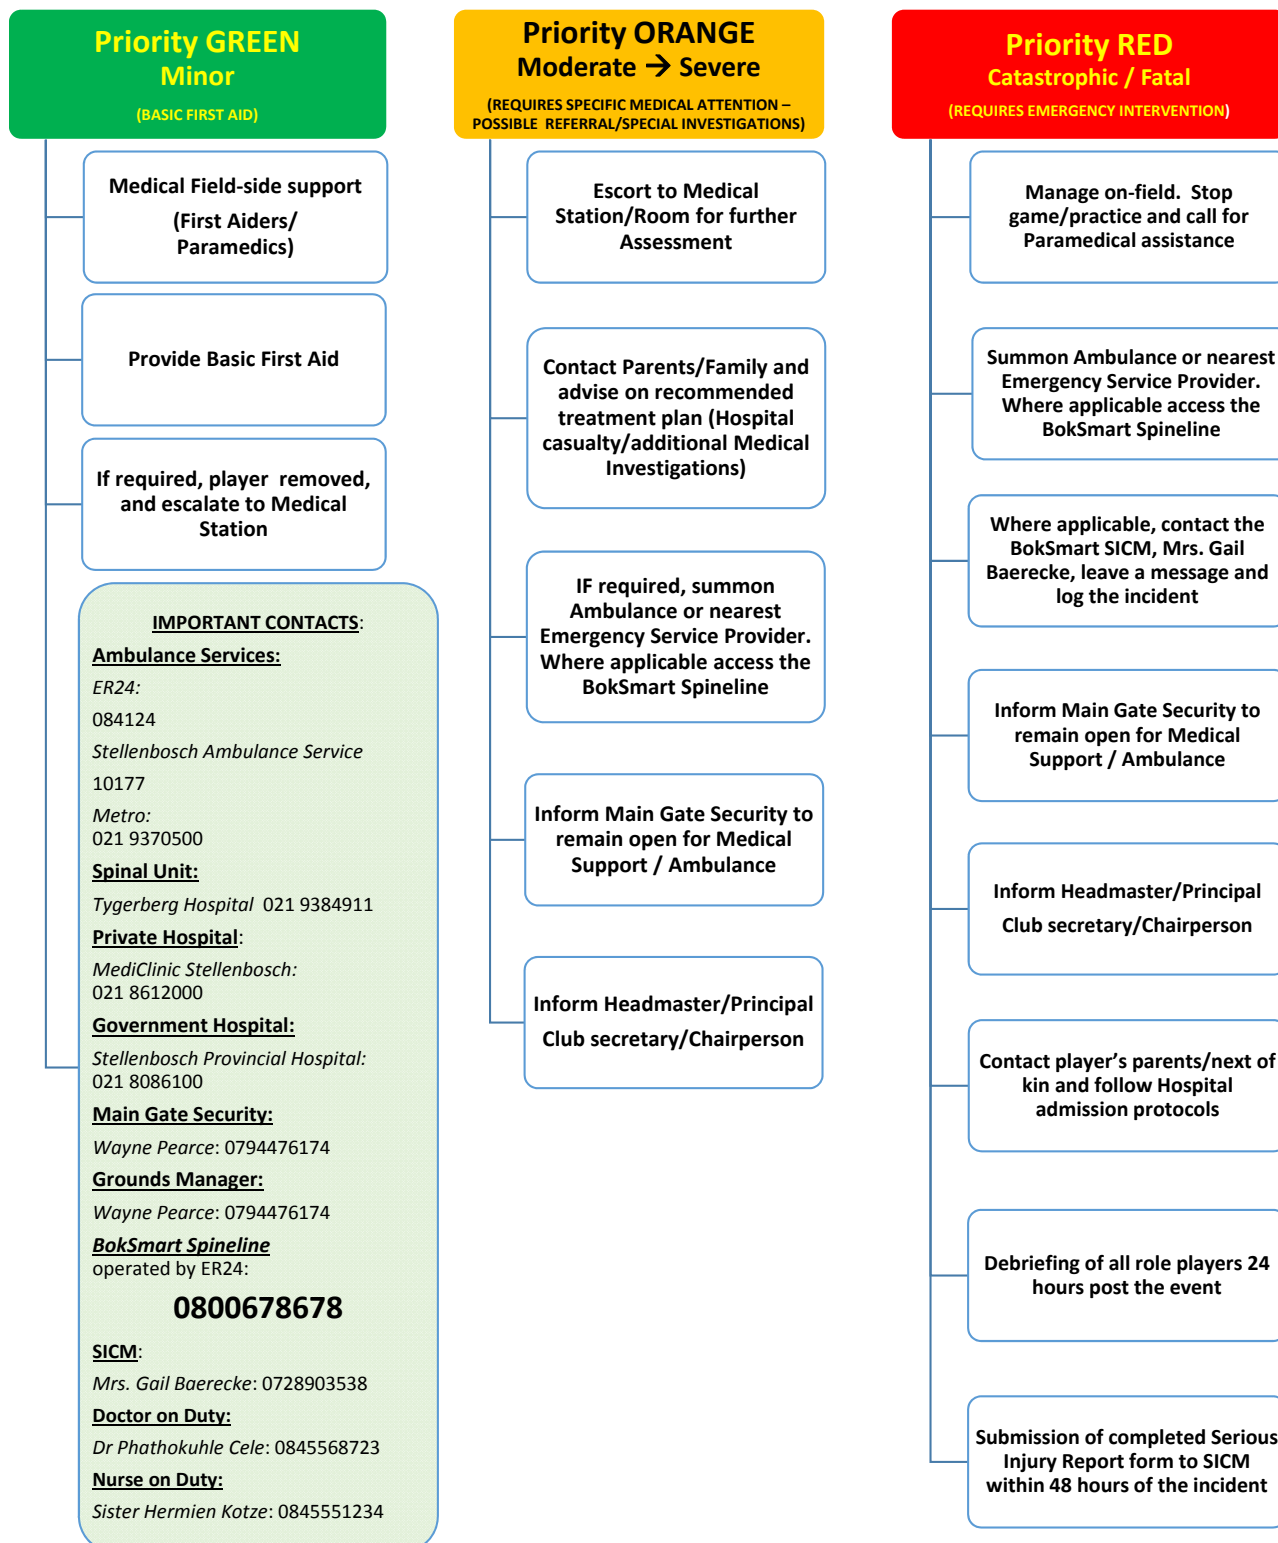 Priority GREEN
Minor
(BASIC FIRST AID)
Medical Field-side support
(First Aiders/
Paramedics)
Provide Basic First Aid
If required, player removed,
and escalate to Medical
Station
IMPORTANT CONTACTS:
Ambulance Services:
ER24:
084124
Stellenbosch Ambulance Service
10177
Metro:
021 9370500
Spinal Unit:
Tygerberg Hospital 021 9384911
Private Hospital:
MediClinic Stellenbosch:
021 8612000
Government Hospital:
Stellenbosch Provincial Hospital:
021 8086100
Main Gate Security:
Wayne Pearce: 0794476174
Grounds Manager:
Wayne Pearce: 0794476174
BokSmart Spineline
operated by ER24:
0800678678
SICM:
Mrs. Gail Baerecke: 0728903538
Doctor on Duty:
Dr Phathokuhle Cele: 0845568723
Nurse on Duty:
Sister Hermien Kotze: 0845551234
Priority ORANGE
Moderate → Severe
(REQUIRES SPECIFIC MEDICAL ATTENTION –
POSSIBLE REFERRAL/SPECIAL INVESTIGATIONS)
Escort to Medical
Station/Room for further
Assessment
Contact Parents/Family and
advise on recommended
treatment plan (Hospital
casualty/additional Medical
Investigations)
IF required, summon
Ambulance or nearest
Emergency Service Provider.
Where applicable access the
BokSmart Spineline
Inform Main Gate Security to
remain open for Medical
Support / Ambulance
Inform Headmaster/Principal
Club secretary/Chairperson
Priority RED
Catastrophic / Fatal
(REQUIRES EMERGENCY INTERVENTION)
Manage on-field. Stop
game/practice and call for
Paramedical assistance
Summon Ambulance or nearest
Emergency Service Provider.
Where applicable access the
BokSmart Spineline
Where applicable, contact the
BokSmart SICM, Mrs. Gail
Baerecke, leave a message and
log the incident
Inform Main Gate Security to
remain open for Medical
Support / Ambulance
Inform Headmaster/Principal
Club secretary/Chairperson
Contact player’s parents/next of
kin and follow Hospital
admission protocols
Debriefing of all role players 24
hours post the event
Submission of completed Serious
Injury Report form to SICM
within 48 hours of the incident